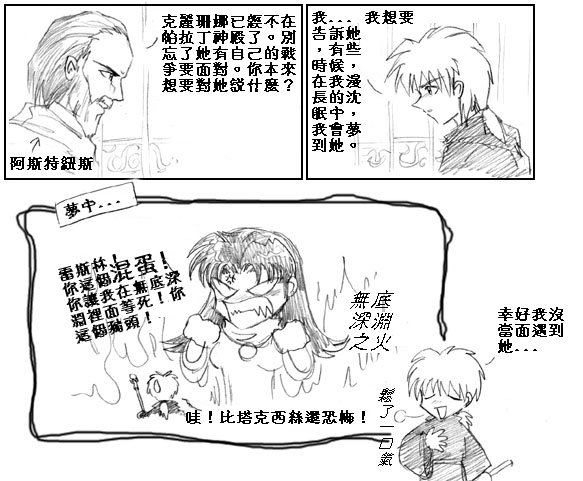 克麗珊娜已經不在
帕拉丁神殿了。別
忘了她有自己的戰
爭要面對。你本來
想要對她說什麼？
阿斯特紐斯
我... 我想要
告訴她
，有些
時候，
在我漫
長的沈
眠中，
我會夢
到她。
夢中...
雷斯林！
你這個混蛋！
你讓我在無底深
淵裡面等死！你
這個豬頭！
無底
深淵
之火
哇！比塔克西絲還恐怖！
幸好我沒
當面遇到
她...
鬆了一口氣